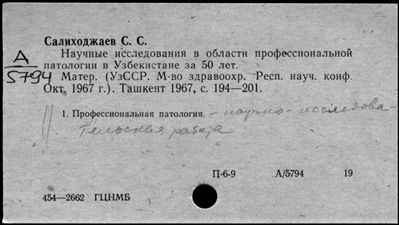 Салиходжаев С. С.
Научные исследования в области профессиональной
патологии в Узбекистане за 50 лет.
А
5794
Матер. (УзССР. М-во здравоохр. Респ. науч. конф.
Окт. 1967 г.). Ташкент 1967, с. 194—201.
1. Профессиональная патология. – научно-исследова-
тельская работа
П-6-9 А/5794 19
454—2662 ГЦНМБ